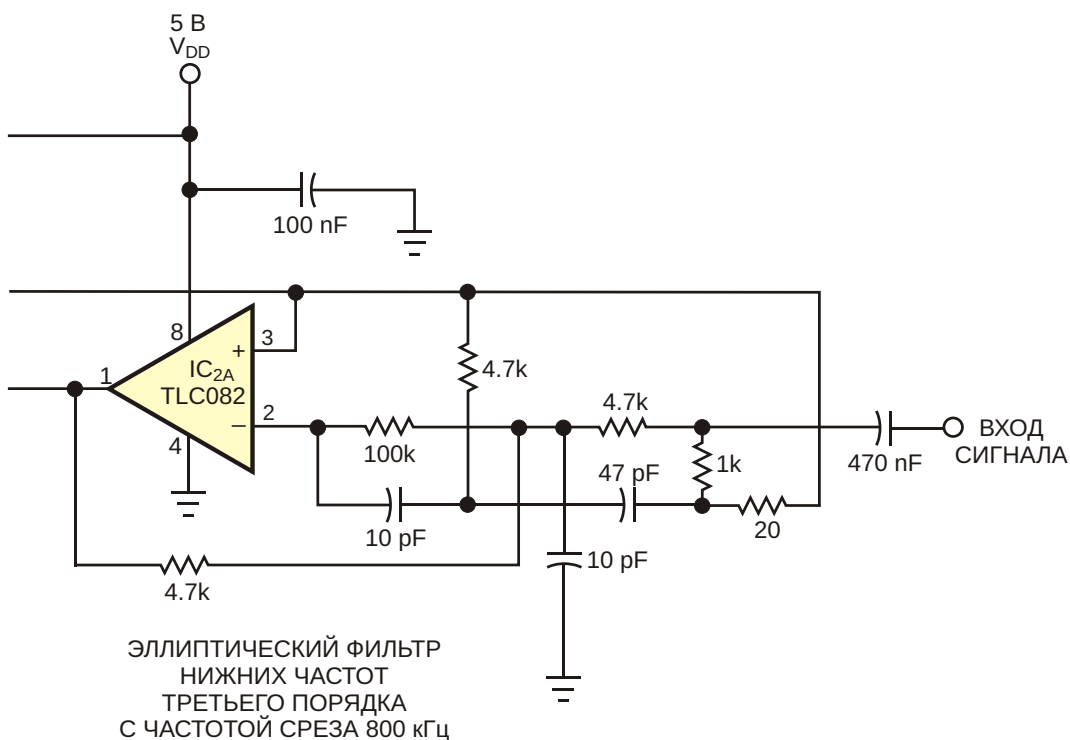 5 В
VDD
100 nF
8
3
+
1
IC2A
TLC082
4.7k
2
–
4
4.7k
100k
1k
470 nF
ВХОД
СИГНАЛА
47 pF
10 pF
20
10 pF
4.7k
ЭЛЛИПТИЧЕСКИЙ ФИЛЬТР
НИЖНИХ ЧАСТОТ
ТРЕТЬЕГО ПОРЯДКА
С ЧАСТОТОЙ СРЕЗА 800 кГц